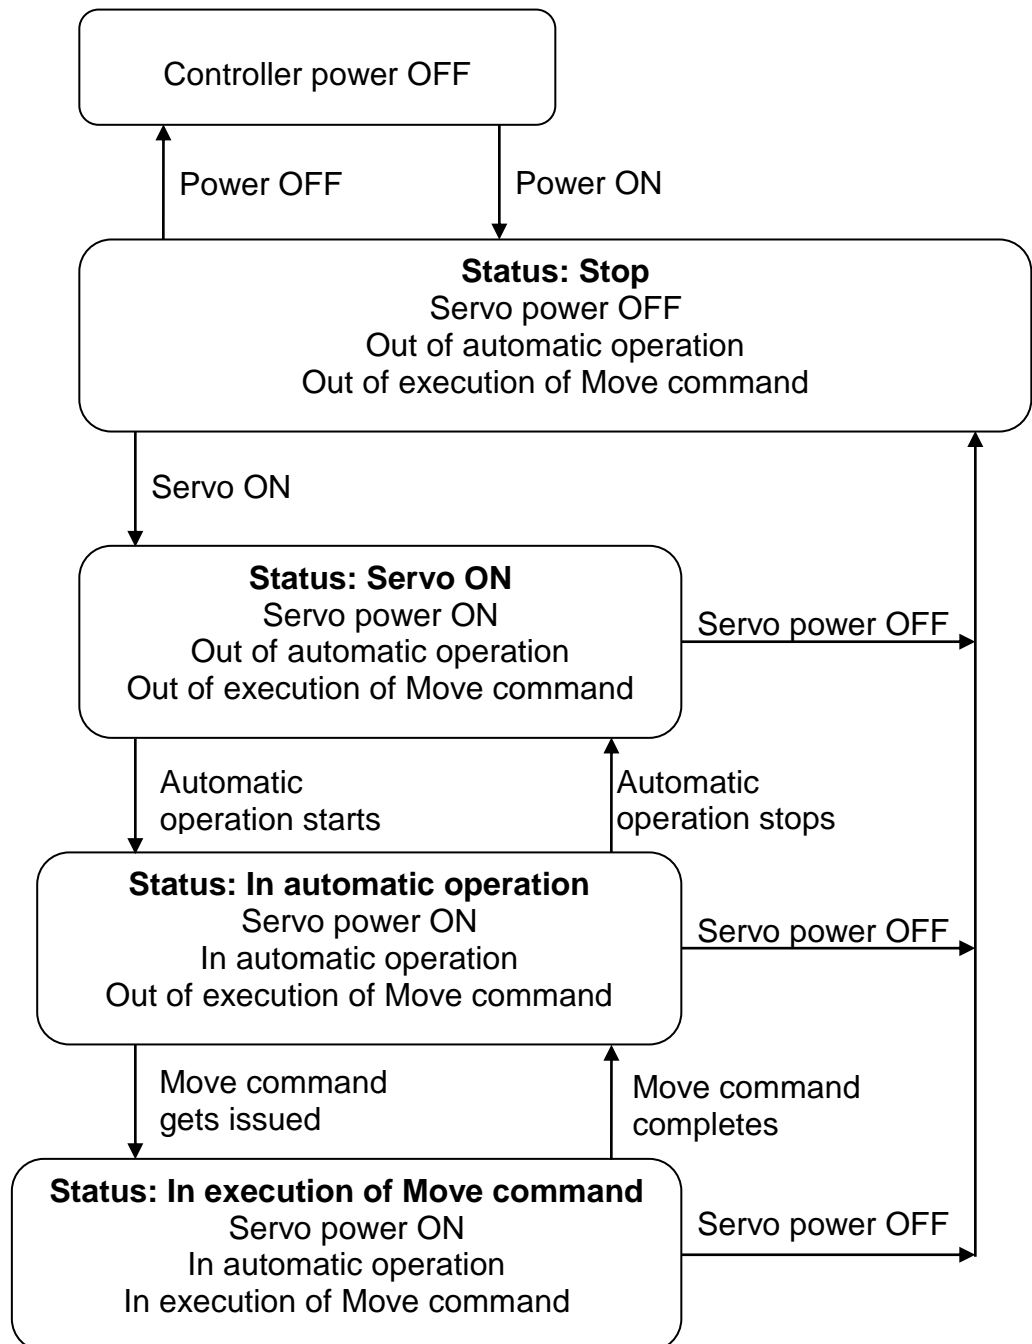 Controller power OFF
Power OFF
Power ON
Status: Stop
Servo power OFF
Out of automatic operation
Out of execution of Move command
Servo ON
Status: Servo ON
Servo power ON
Out of automatic operation
Out of execution of Move command
Servo power OFF
Automatic
operation starts
Automatic
operation stops
Status: In automatic operation
Servo power ON
In automatic operation
Out of execution of Move command
Servo power OFF
Move command
gets issued
Move command
completes
Status: In execution of Move command
Servo power ON
In automatic operation
In execution of Move command
Servo power OFF